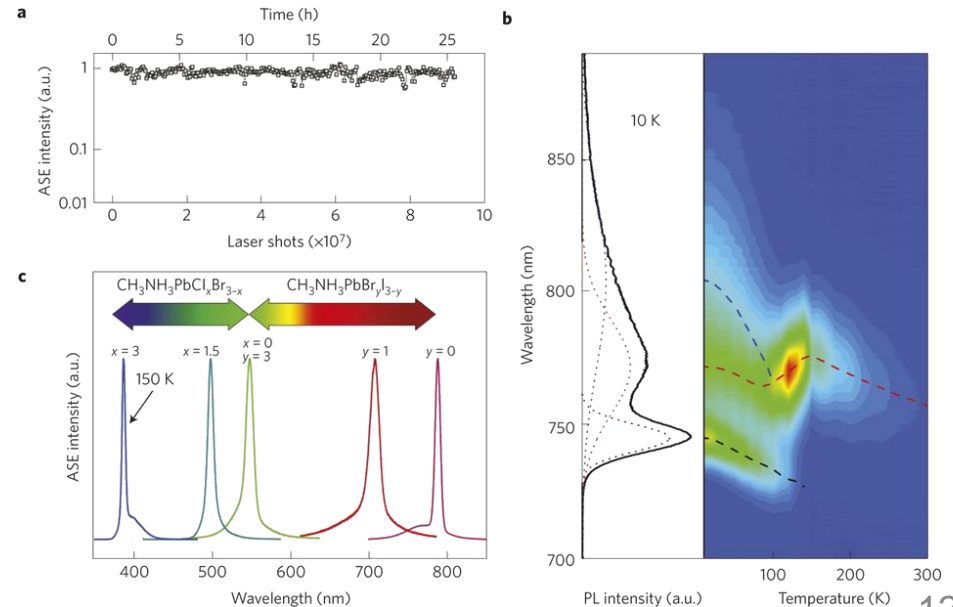 a
Time (h)
0 5 10 15 20 25
ASE intensity (a.u.)
1
0.1
0.01
0 2 4 6 8 10
Laser shots (×10⁷)
b
10 K
Wavelength (nm)
850
800
750
700
PL intensity (a.u.)
100 200 300
Temperature (K)
c
CH₃NH₃PbClₓBr₃₋ₓ CH₃NH₃PbBrᵧI₃₋ᵧ
x = 3 x = 1.5 x = 0 y = 1 y = 0
y = 3
150 K
ASE intensity (a.u.)
400 500 600 700 800
Wavelength (nm)